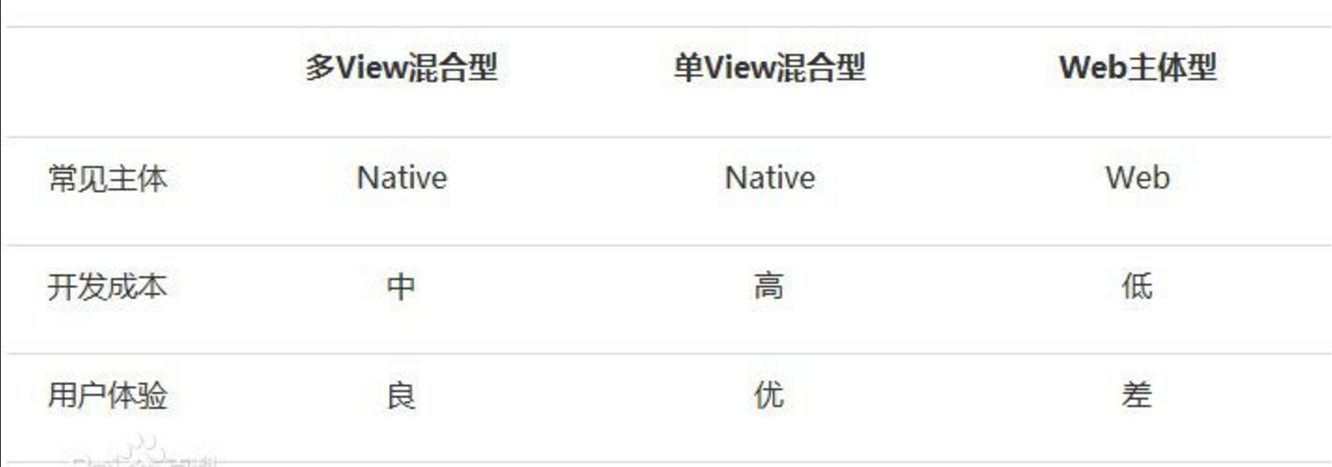 多View混合型 单View混合型 Web主体型
常见主体 Native Native Web
开发成本 中 高 低
用户体验 良 优 差